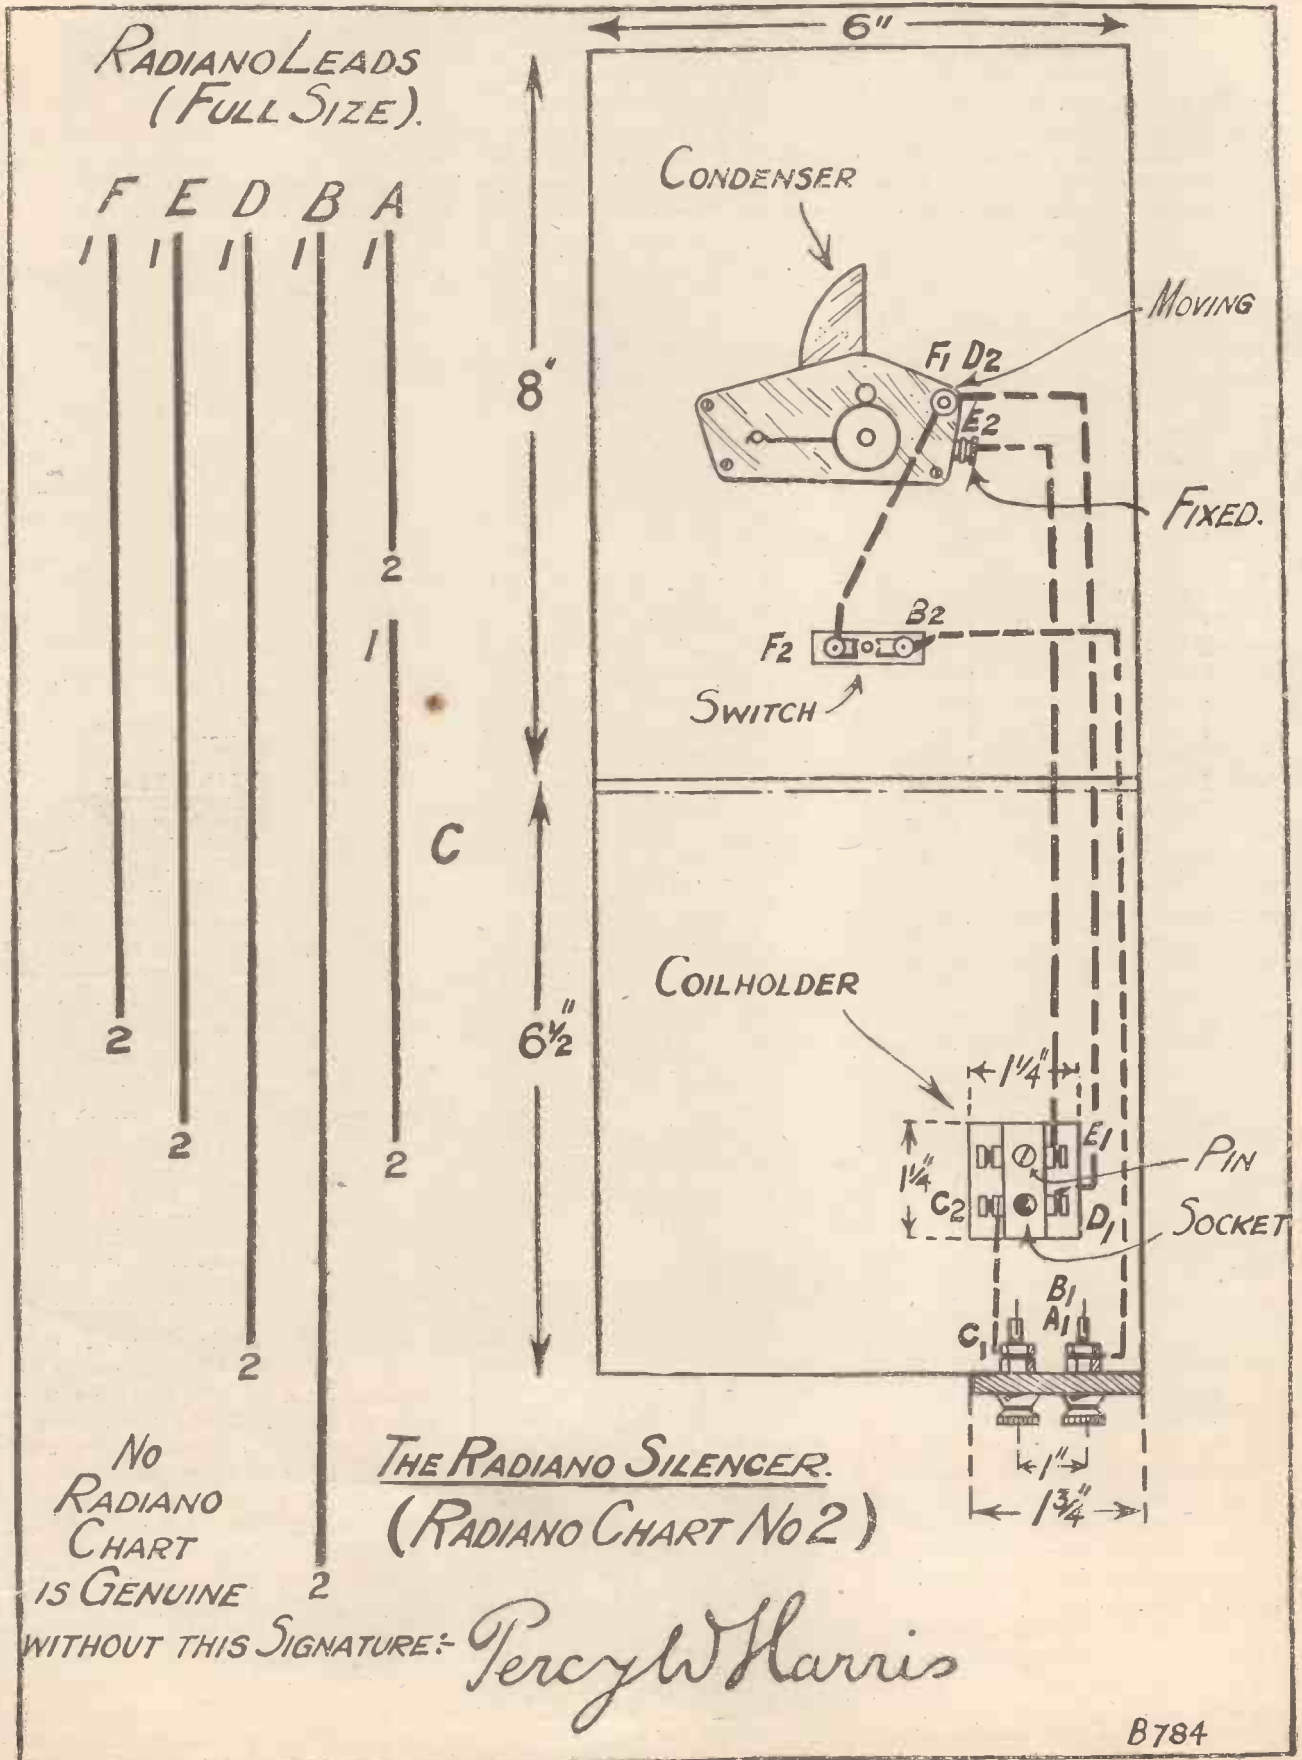 RADIANO LEADS
(FULL SIZE).
F E D B A
1 1 1 1 1
2
1
C
2
2
2
2
2
6"
8"
6½"
CONDENSER
MOVING
F1 D2
E2
FIXED.
B2
F2
SWITCH
COILHOLDER
1¼"
1¼"
E1
PIN
C2
D1
SOCKET
B1
A1
C1
1"
1¾"
THE RADIANO SILENCER.
(RADIANO CHART No 2)
No
RADIANO
CHART
IS GENUINE
WITHOUT THIS SIGNATURE:-
Percy W Harris
B784